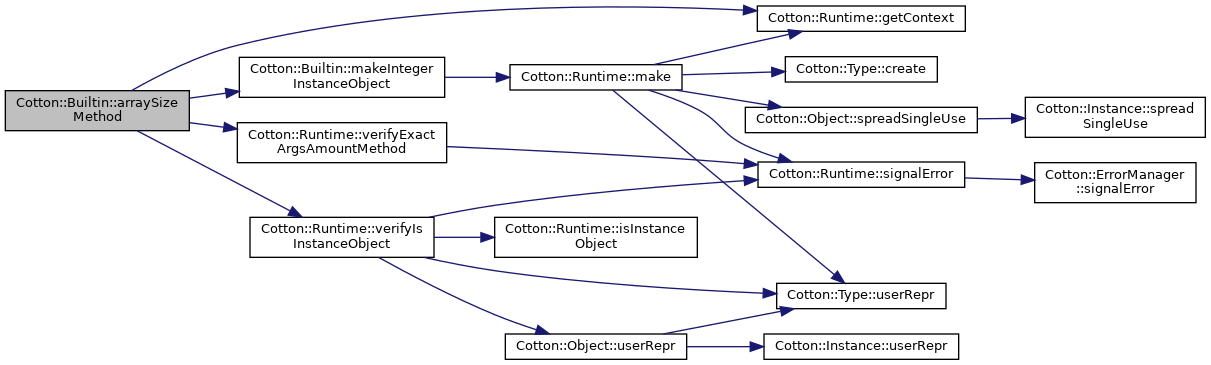 Cotton::Builtin::arraySize
Method
Cotton::Builtin::makeInteger
InstanceObject
Cotton::Runtime::verifyExact
ArgsAmountMethod
Cotton::Runtime::verifyIs
InstanceObject
Cotton::Runtime::make
Cotton::Runtime::isInstance
Object
Cotton::Object::userRepr
Cotton::Runtime::getContext
Cotton::Type::create
Cotton::Object::spreadSingleUse
Cotton::Runtime::signalError
Cotton::Type::userRepr
Cotton::Instance::userRepr
Cotton::Instance::spread
SingleUse
Cotton::ErrorManager
::signalError